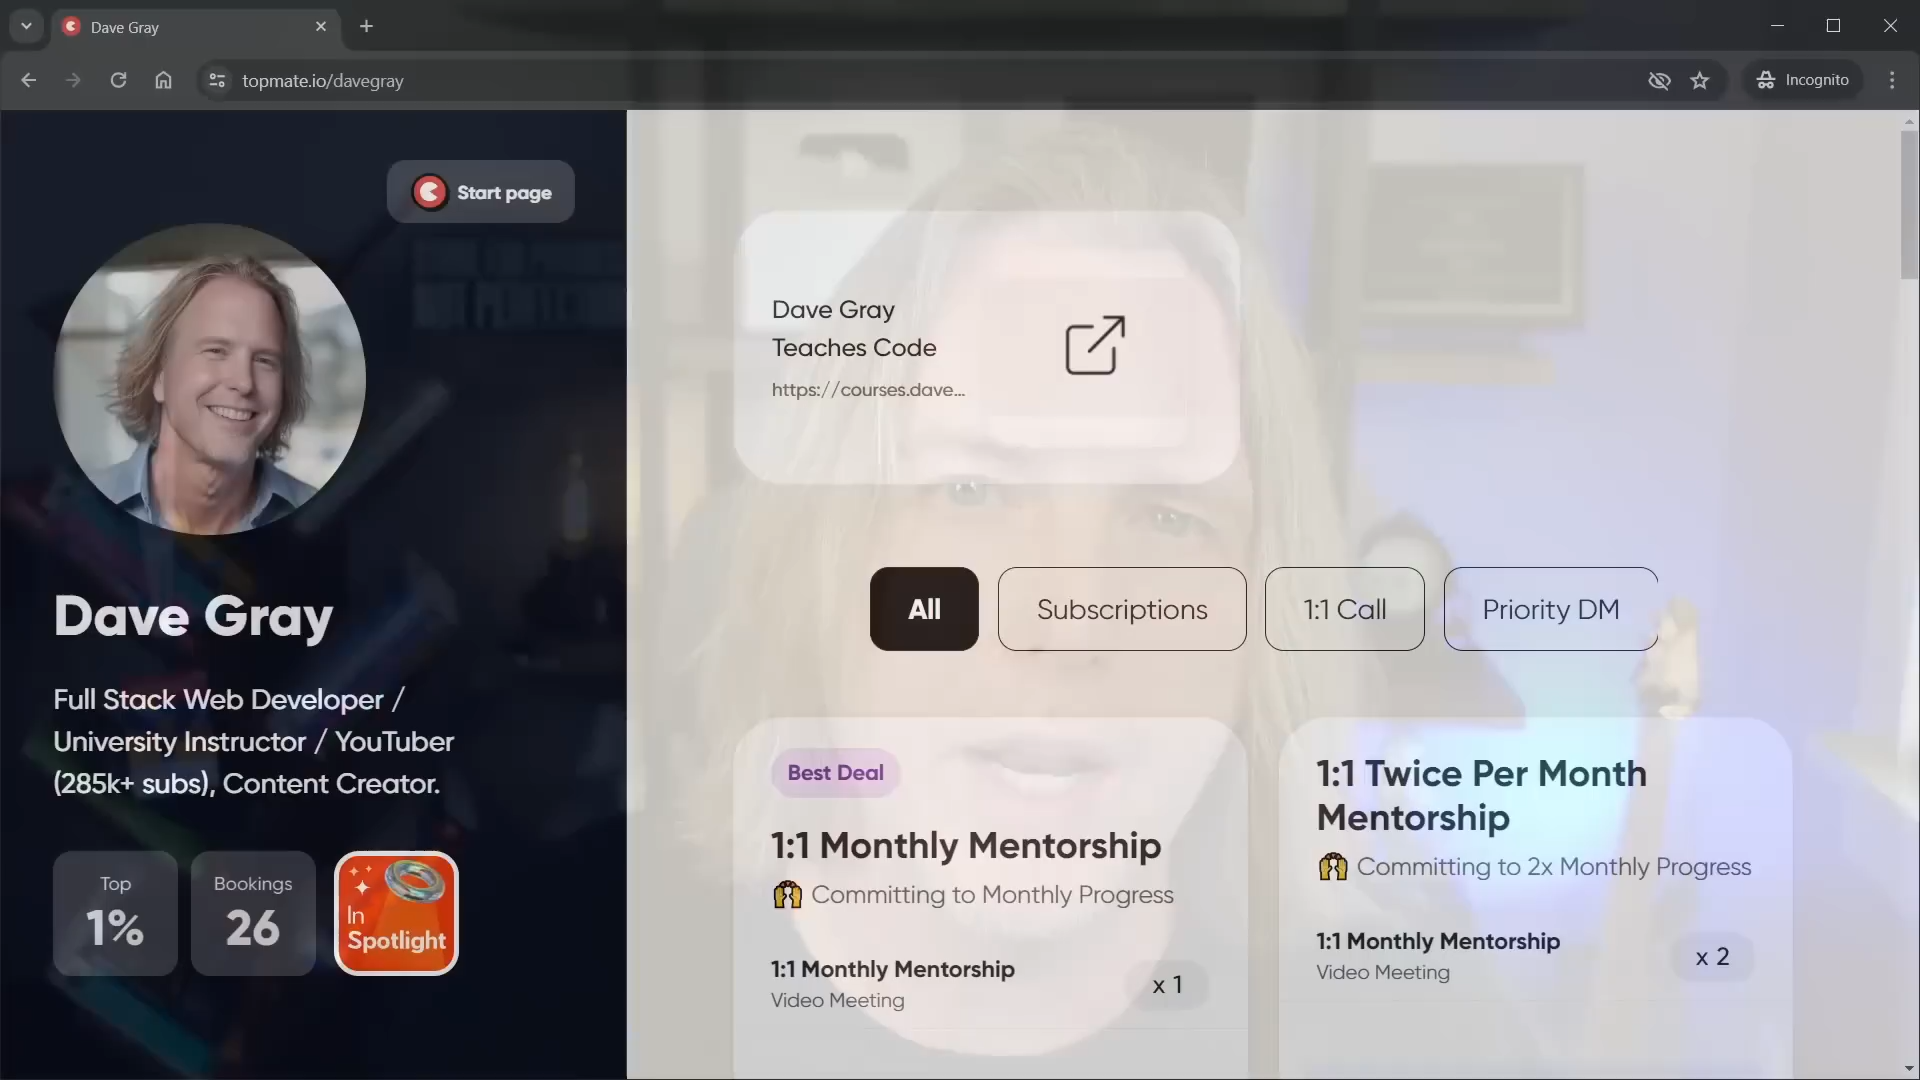 Dave Gray
topmate.io/davegray
Incognito
Start page
Dave Gray
Full Stack Web Developer /
University Instructor / YouTuber
(285k+ subs), Content Creator.
Top
1%
Bookings
26
In
Spotlight
Dave Gray
Teaches Code
https://courses.dave...
All
Subscriptions
1:1 Call
Priority DM
Best Deal
1:1 Monthly Mentorship
🙌 Committing to Monthly Progress
1:1 Monthly Mentorship
Video Meeting
x 1
1:1 Twice Per Month
Mentorship
🙌 Committing to 2x Monthly Progress
1:1 Monthly Mentorship
Video Meeting
x 2